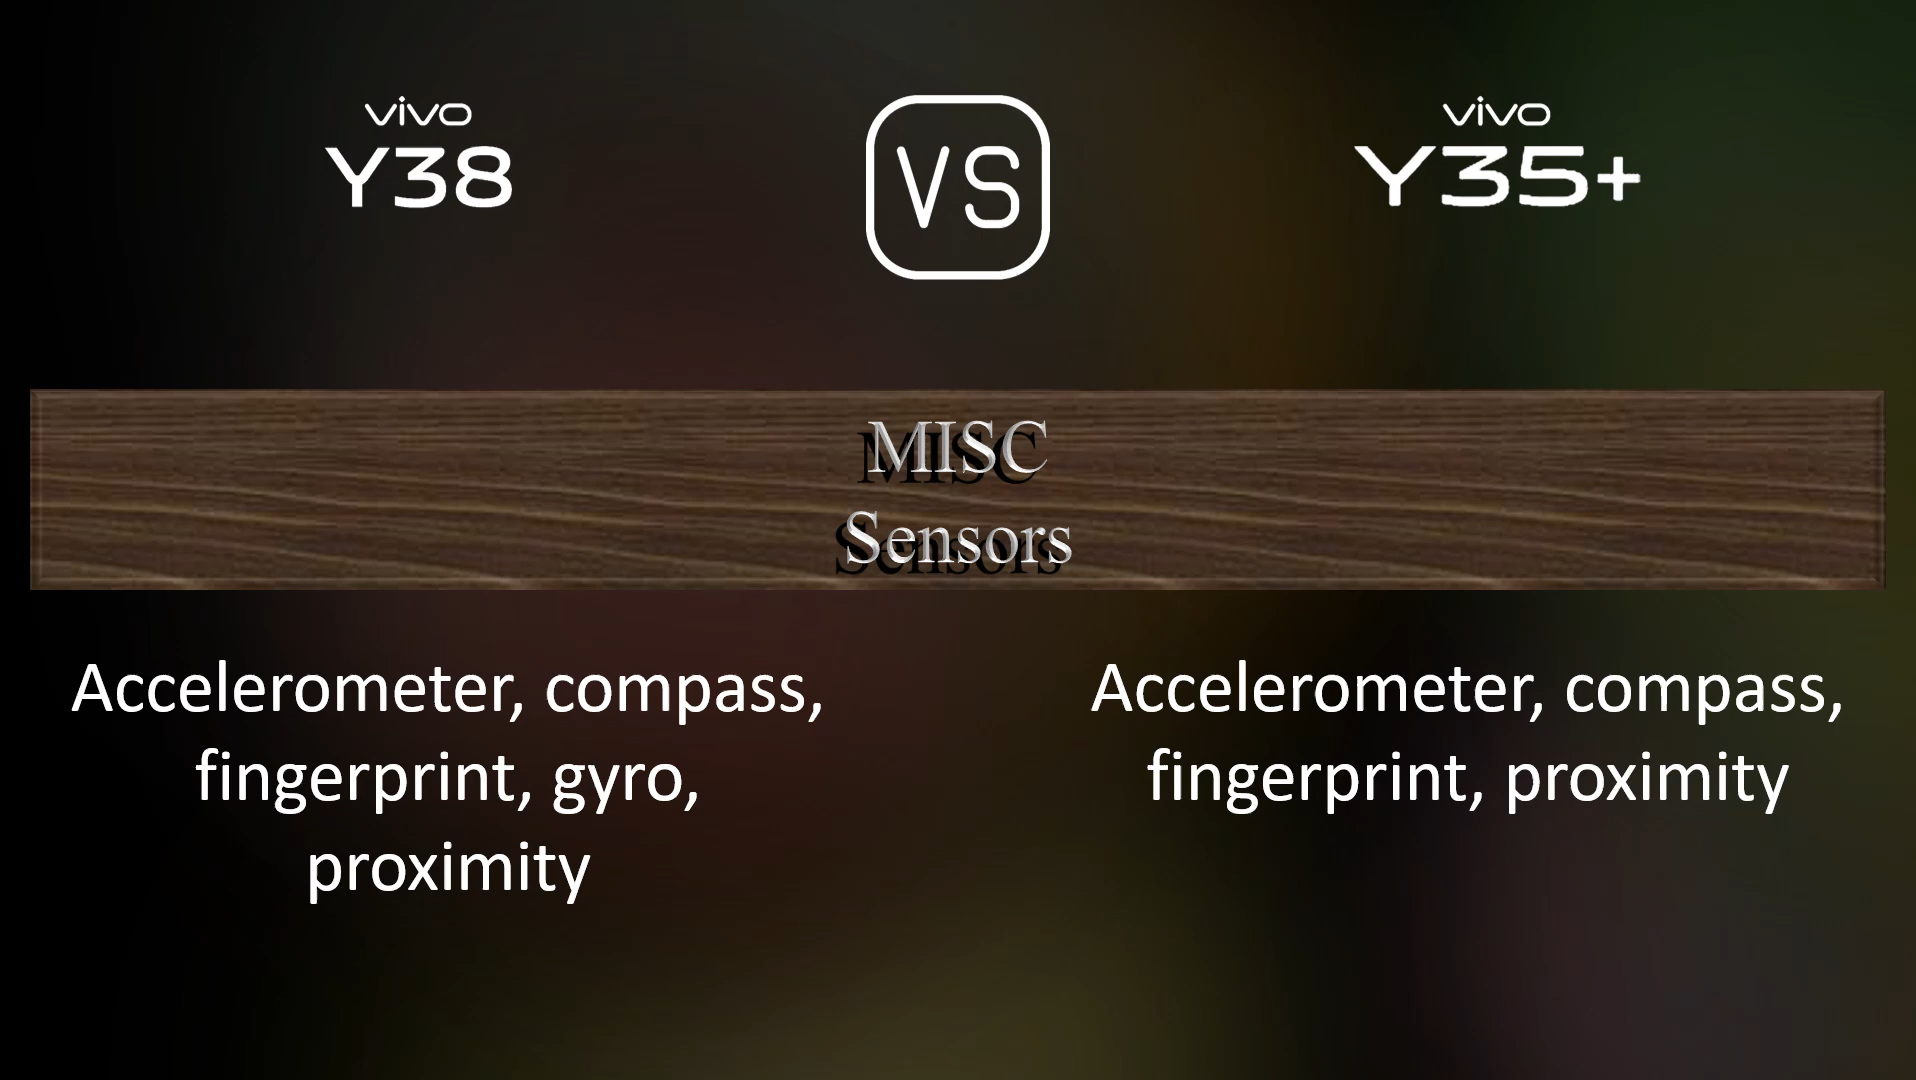 vivo
Y38
VS
vivo
Y35+
MISC
Sensors
Accelerometer, compass,
fingerprint, gyro,
proximity
Accelerometer, compass,
fingerprint, proximity